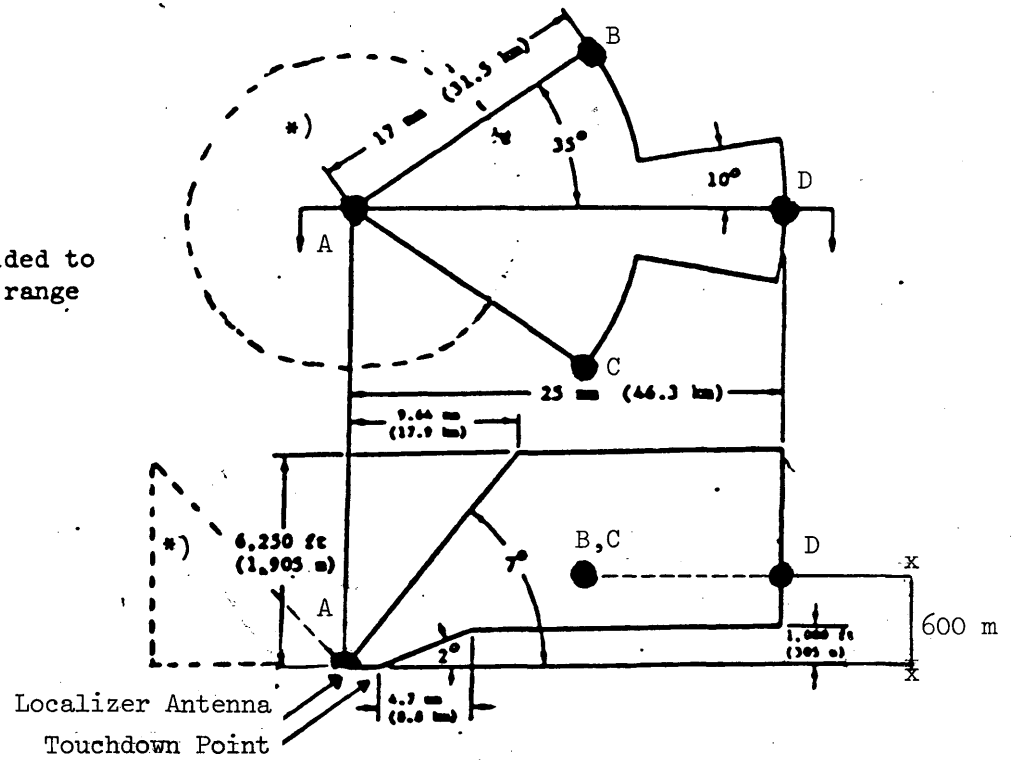 B
17 nm (31.5 km)
*)
35°
10°
D
A
ded to
range
C
25 nm (46.3 km)
9.64 nm
(17.9 km)
*)
6,250 ft
(1,905 m)
7°
B,C
D
x
A
2°
1,000 ft
(305 m)
600 m
x
x
4.7 nm
(8.8 km)
Localizer Antenna
Touchdown Point